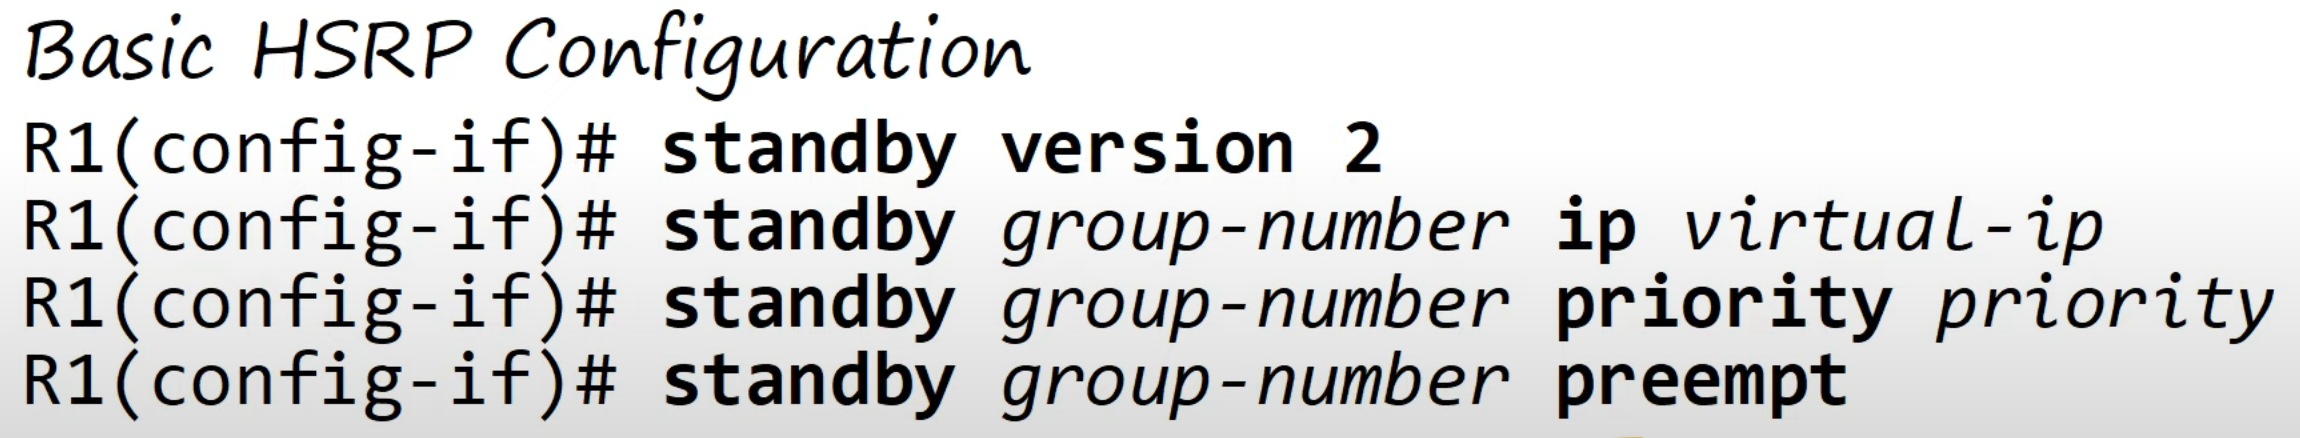 Basic HSRP Configuration
R1(config-if)# standby version 2
R1(config-if)# standby group-number ip virtual-ip
R1(config-if)# standby group-number priority priority
R1(config-if)# standby group-number preempt